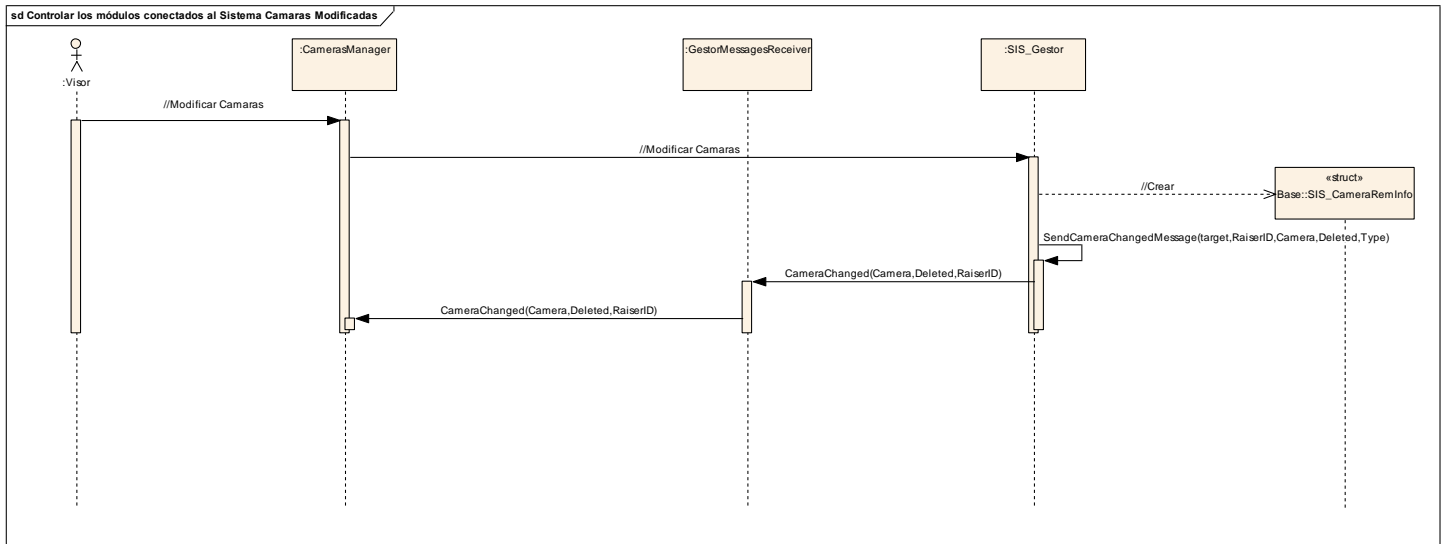 sd Controlar los módulos conectados al Sistema Camaras Modificadas
:Visor
:CamerasManager
:GestorMessagesReceiver
:SIS_Gestor
//Modificar Camaras
//Modificar Camaras
«struct»
Base::SIS_CameraRemInfo
//Crear
SendCameraChangedMessage(target,RaiserID,Camera,Deleted,Type)
CameraChanged(Camera,Deleted,RaiserID)
CameraChanged(Camera,Deleted,RaiserID)